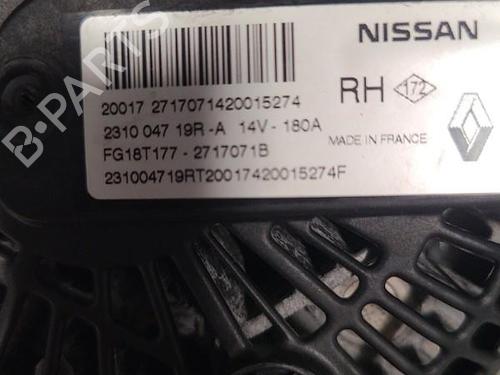 B-PARTS
NISSAN
RH 172
20017 2717071420015274
2310 047 19R -A 14V - 180A
MADE IN FRANCE
FG18T177 - 2717071B
231004719RT20017420015274F